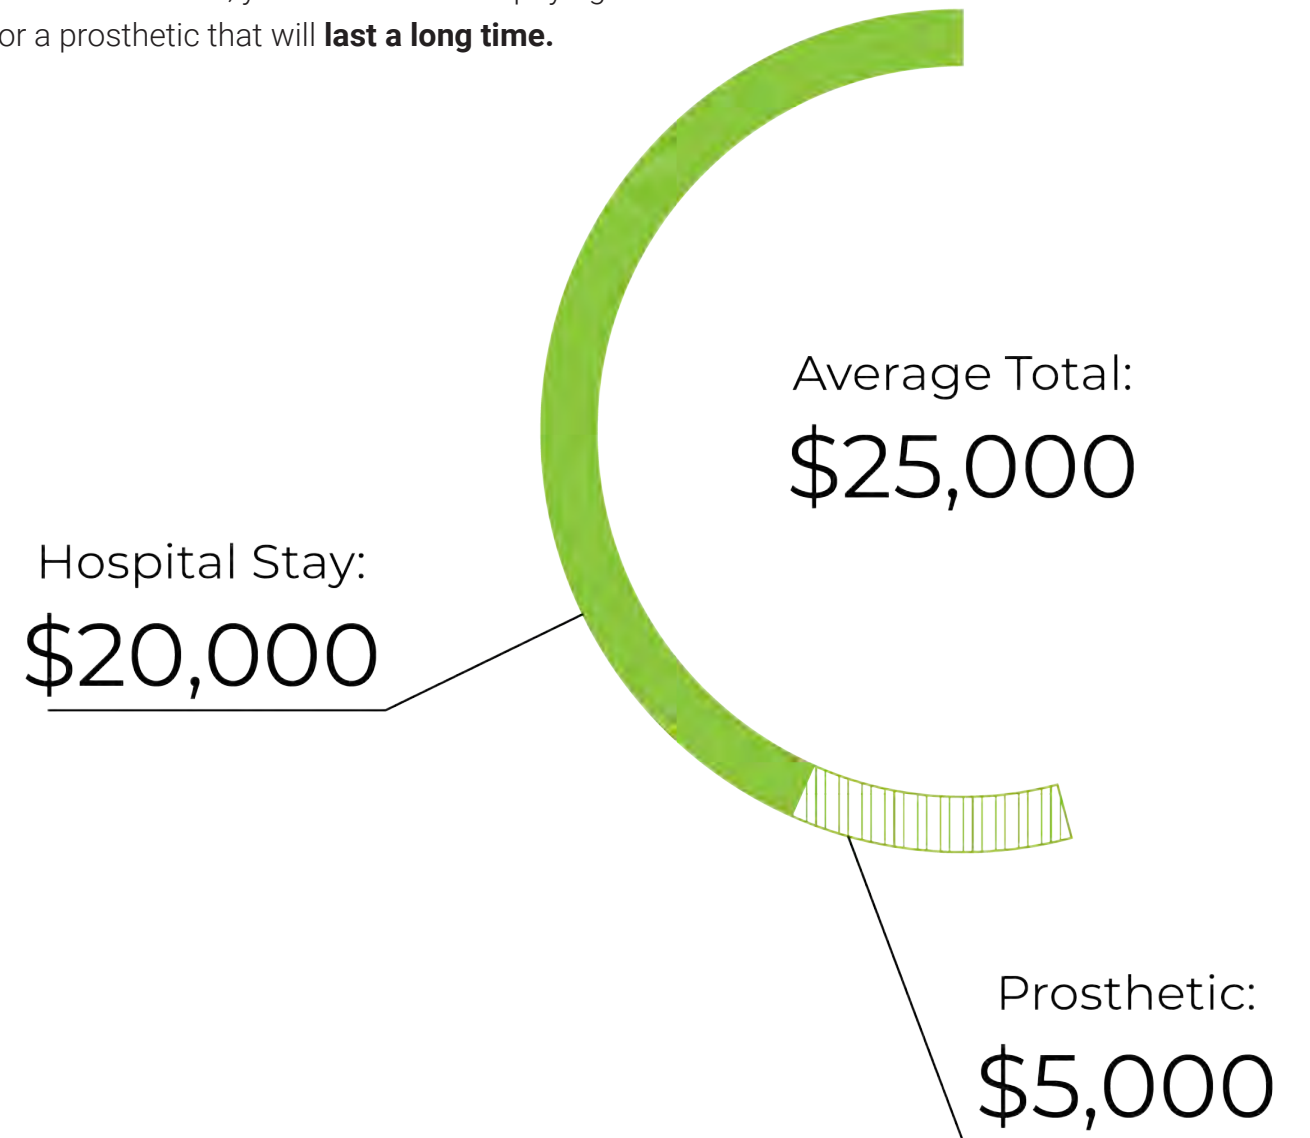 or a prosthetic that will last a long time.
Average Total:
$25,000
Hospital Stay:
$20,000
Prosthetic:
$5,000